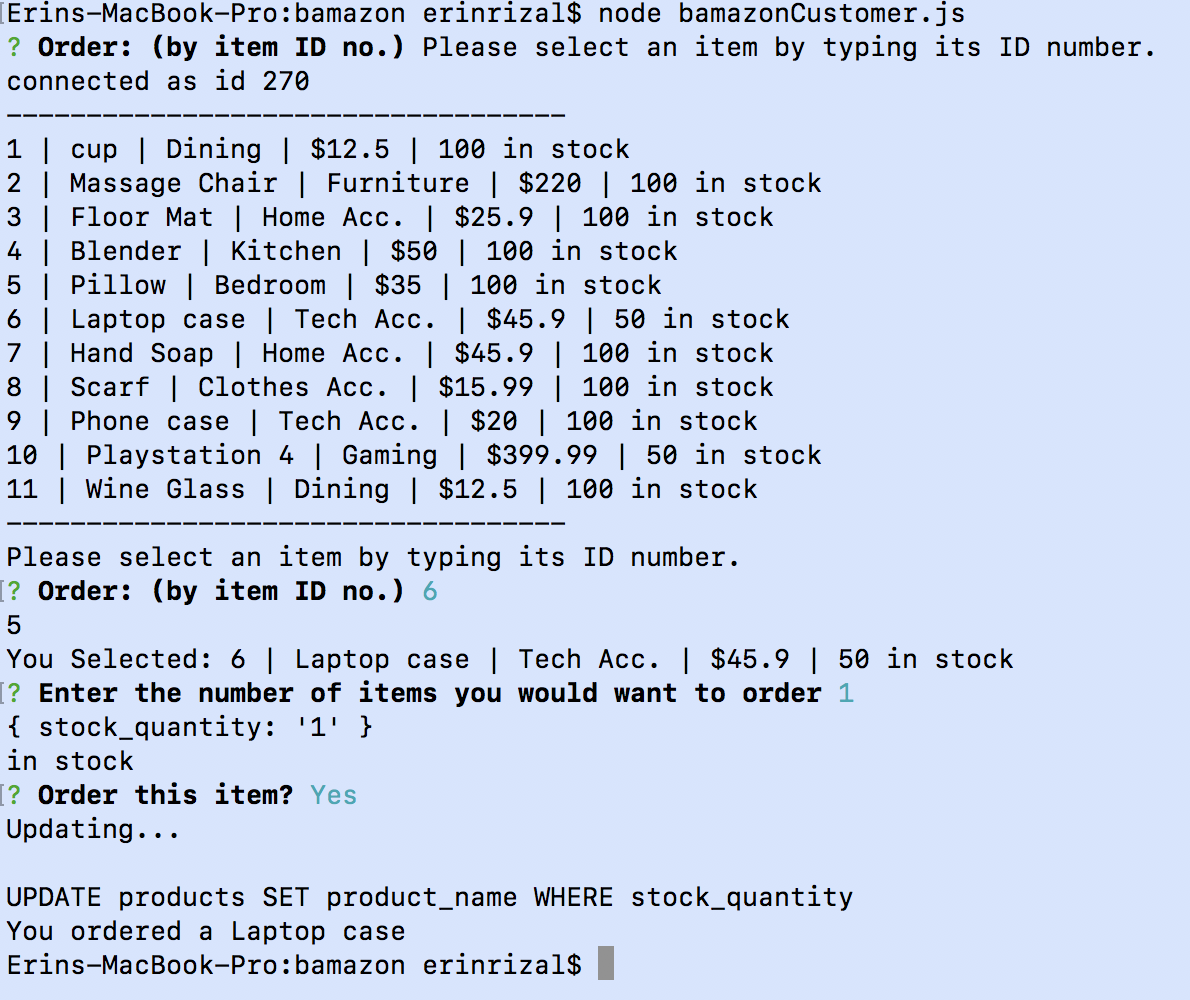 Erins-MacBook-Pro:bamazon erinrizal$ node bamazonCustomer.js
? Order: (by item ID no.) Please select an item by typing its ID number.
connected as id 270
-----------------------------------
1 | cup | Dining | $12.5 | 100 in stock
2 | Massage Chair | Furniture | $220 | 100 in stock
3 | Floor Mat | Home Acc. | $25.9 | 100 in stock
4 | Blender | Kitchen | $50 | 100 in stock
5 | Pillow | Bedroom | $35 | 100 in stock
6 | Laptop case | Tech Acc. | $45.9 | 50 in stock
7 | Hand Soap | Home Acc. | $45.9 | 100 in stock
8 | Scarf | Clothes Acc. | $15.99 | 100 in stock
9 | Phone case | Tech Acc. | $20 | 100 in stock
10 | Playstation 4 | Gaming | $399.99 | 50 in stock
11 | Wine Glass | Dining | $12.5 | 100 in stock
-----------------------------------
Please select an item by typing its ID number.
? Order: (by item ID no.) 6
5
You Selected: 6 | Laptop case | Tech Acc. | $45.9 | 50 in stock
? Enter the number of items you would want to order 1
{ stock_quantity: '1' }
in stock
? Order this item? Yes
Updating...

UPDATE products SET product_name WHERE stock_quantity
You ordered a Laptop case
Erins-MacBook-Pro:bamazon erinrizal$